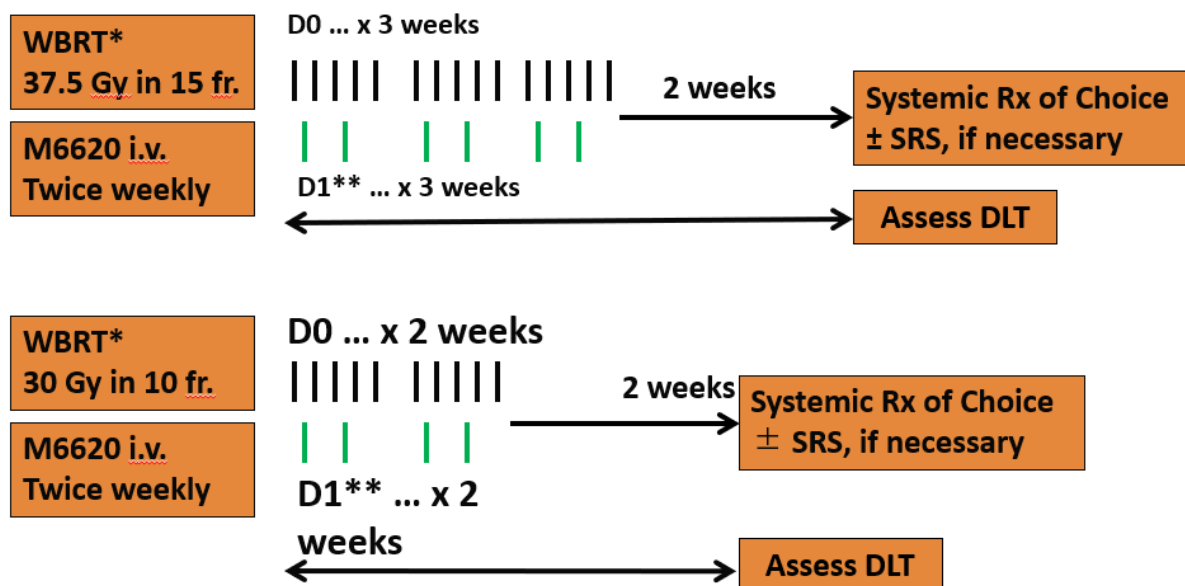 WBRT*
37.5 Gy in 15 fr.
M6620 i.v.
Twice weekly
D0 ... x 3 weeks
D1** ... x 3 weeks
2 weeks
Systemic Rx of Choice
± SRS, if necessary
Assess DLT
WBRT*
30 Gy in 10 fr.
M6620 i.v.
Twice weekly
D0 ... x 2 weeks
D1** ... x 2
weeks
2 weeks
Systemic Rx of Choice
± SRS, if necessary
Assess DLT